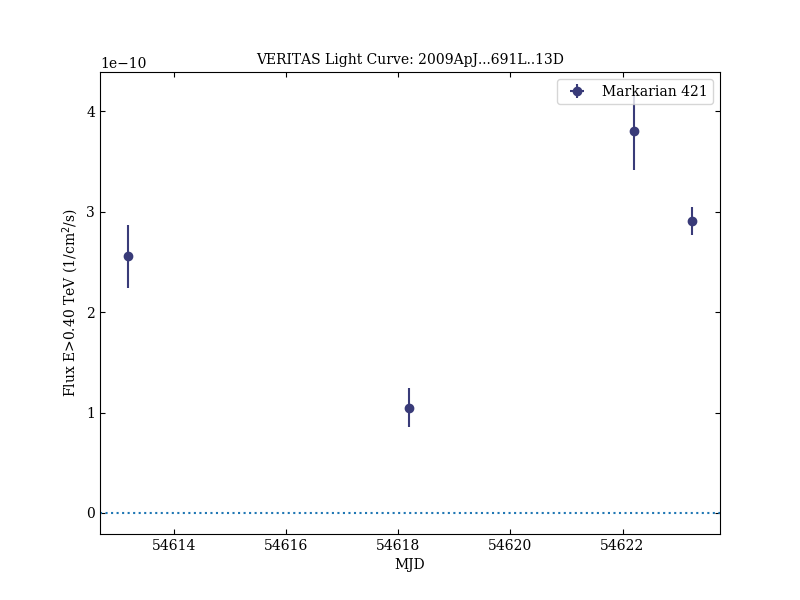 VERITAS Light Curve: 2009ApJ...691L..13D
1e−10
Markarian 421
4
3
2
1
0
Flux E>0.40 TeV (1/cm²/s)
54614 54616 54618 54620 54622
MJD